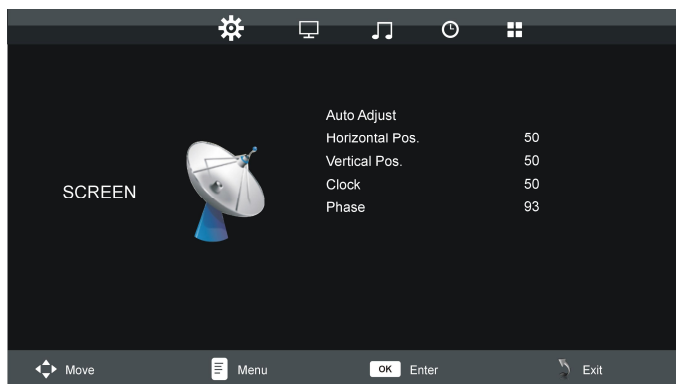 SCREEN
Auto Adjust
Horizontal Pos. 50
Vertical Pos. 50
Clock 50
Phase 93
Move Menu OK Enter Exit